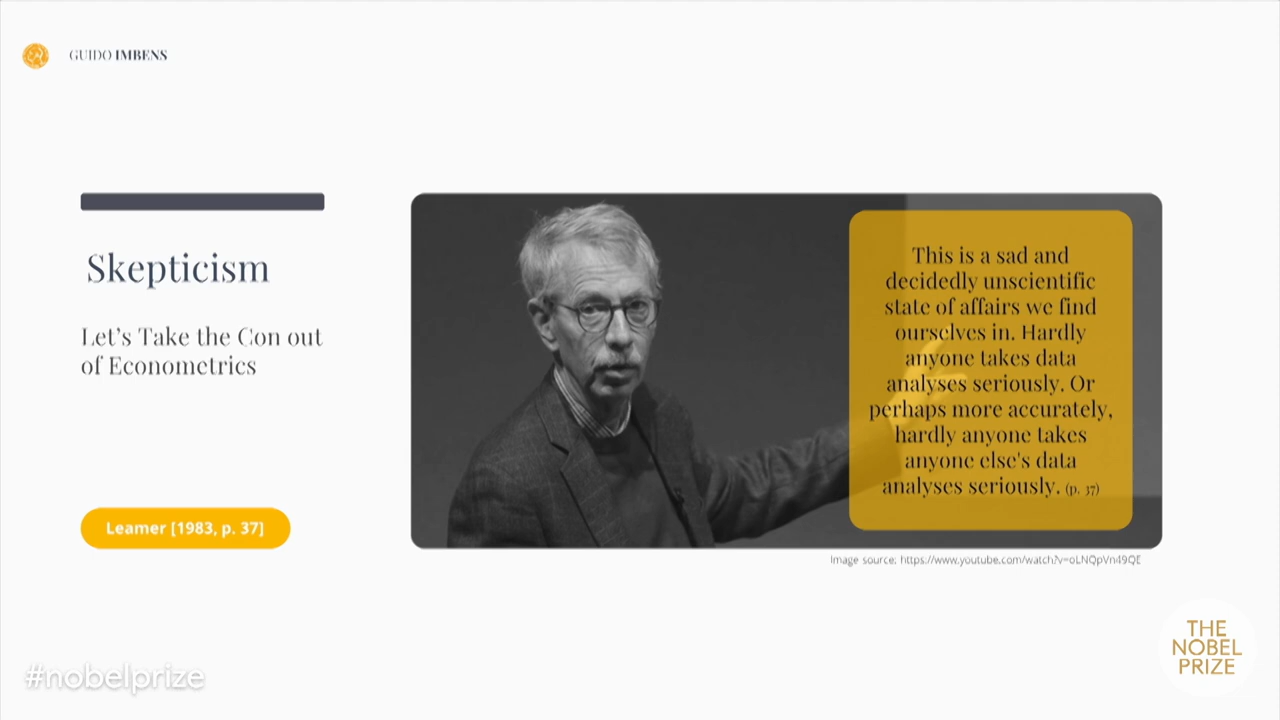 GUIDO IMBENS
Skepticism
Let’s Take the Con out
of Econometrics
Leamer [1983, p. 37]
This is a sad and
decidedly unscientific
state of affairs we find
ourselves in. Hardly
anyone takes data
analyses seriously. Or
perhaps more accurately,
hardly anyone takes
anyone else's data
analyses seriously. (p. 37)
Image source: https://www.youtube.com/watch?v=oLNQpVn49QE
#nobelprize
THE
NOBEL
PRIZE